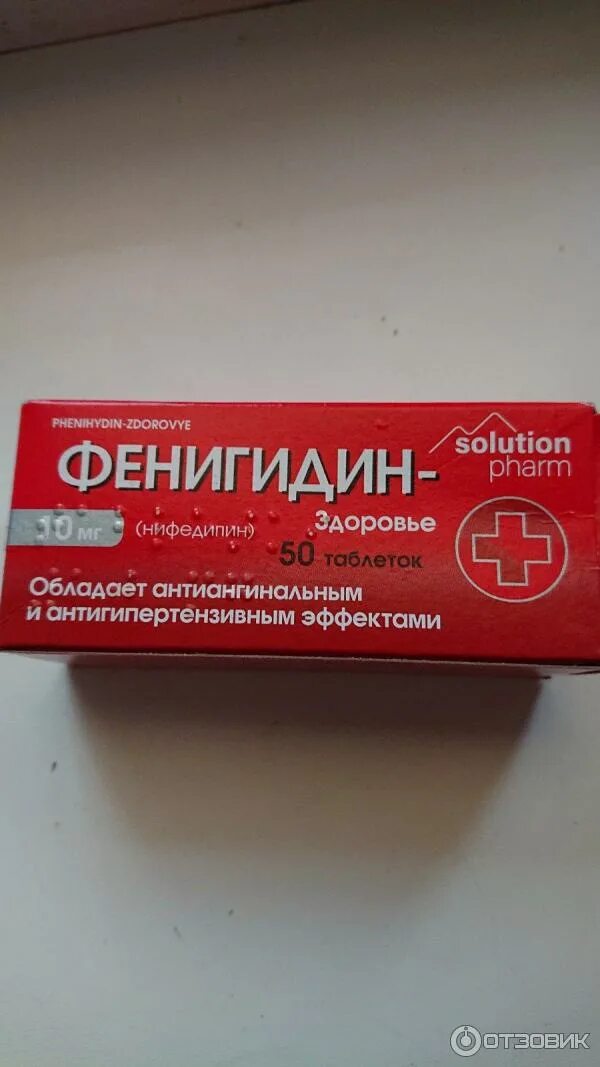 PHENIHYDIN-ZDOROVYE
ФЕНИГИДИН-
Здоровье
solution
pharm
10 мг
(нифедипин)
50 таблеток
Обладает антиангинальным
и антигипертензивным эффектами
ОТЗОВИК